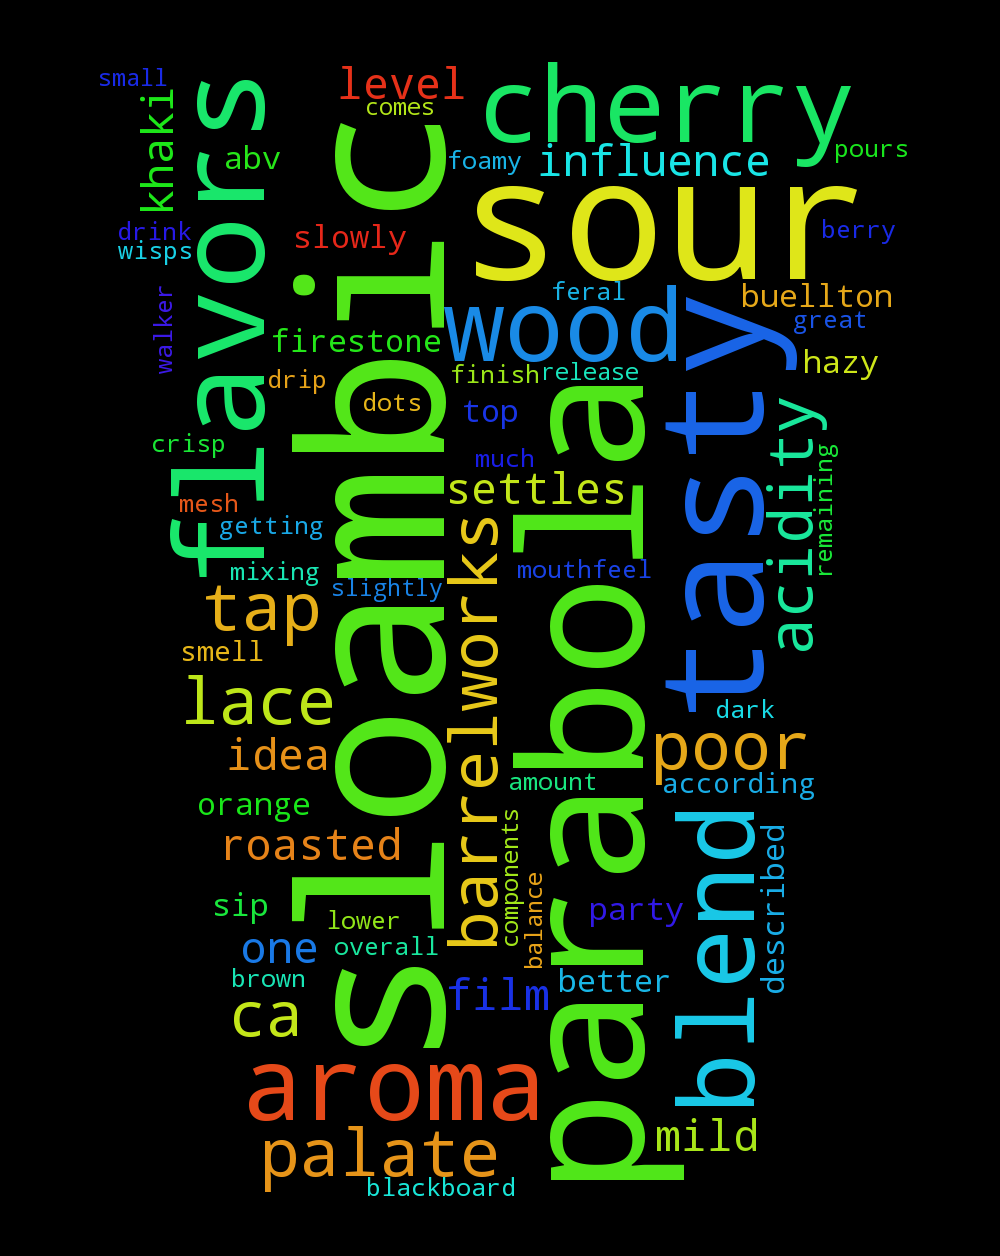 small
level
cherry
khaki
flavors
comes
abv
slambic
foamy
influence
pours
sour
drink
wisps
slowly
berry
walker
feral
buellton
wood
tasty
great
firestone
hazy
drip
finish
release
dots
top
parabola
acidity
crisp
much
remaining
mesh
settles
getting
barrelworks
mixing
slightly
mouthfeel
tap
smell
lace
dark
idea
poor
amount
according
orange
roasted
components
blend
described
balance
sip
lower
party
one
overall
brown
film
better
ca
aroma
palate
mild
blackboard